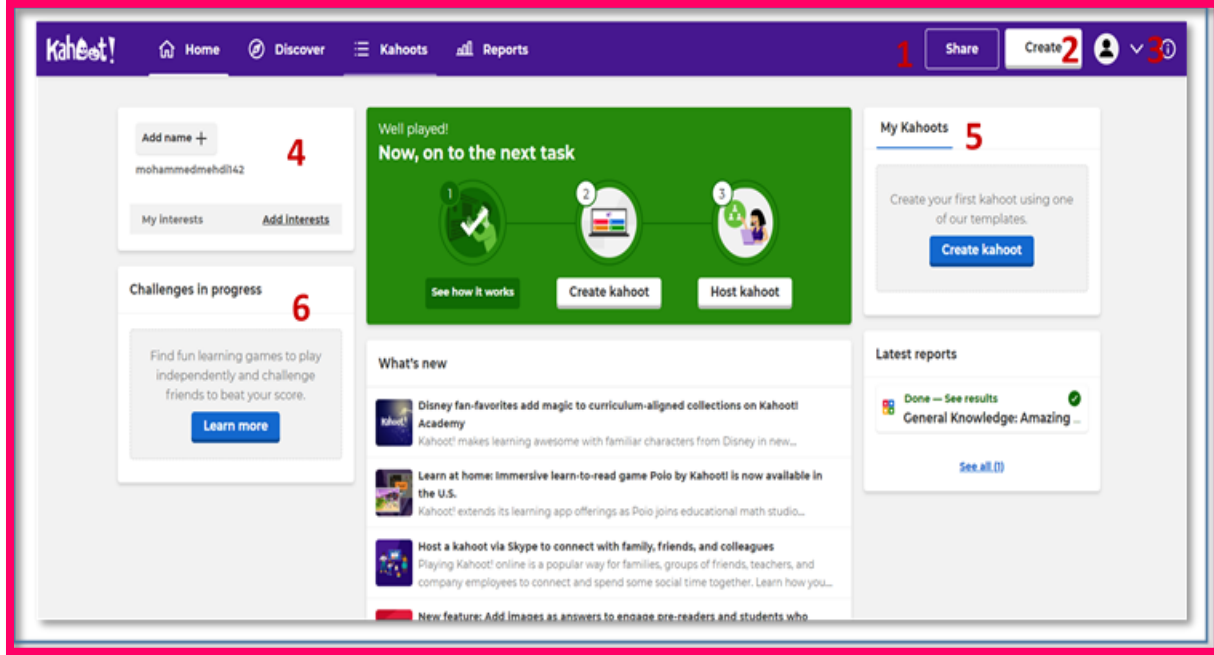 Kahoot!
Home
Discover
Kahoots
Reports
1
Share
Create
2
3
Add name +
mohammedmehdi142
4
My interests
Add interests
Challenges in progress
6
Find fun learning games to play
independently and challenge
friends to beat your score.
Learn more
Well played!
Now, on to the next task
1
2
3
See how it works
Create kahoot
Host kahoot
What's new
Kahoot!
Disney fan-favorites add magic to curriculum-aligned collections on Kahoot!
Academy
Kahoot! makes learning awesome with familiar characters from Disney in new...
Learn at home: Immersive learn-to-read game Poio by Kahoot! is now available in
the U.S.
Kahoot! extends its learning app offerings as Poio joins educational math studio...
Host a kahoot via Skype to connect with family, friends, and colleagues
Playing Kahoot! online is a popular way for families, groups of friends, teachers, and
company employees to connect and spend some social time together. Learn how you...
New feature: Add images as answers to engage pre-readers and students who
My Kahoots
5
Create your first kahoot using one
of our templates.
Create kahoot
Latest reports
Done — See results
General Knowledge: Amazing ...
See all (1)